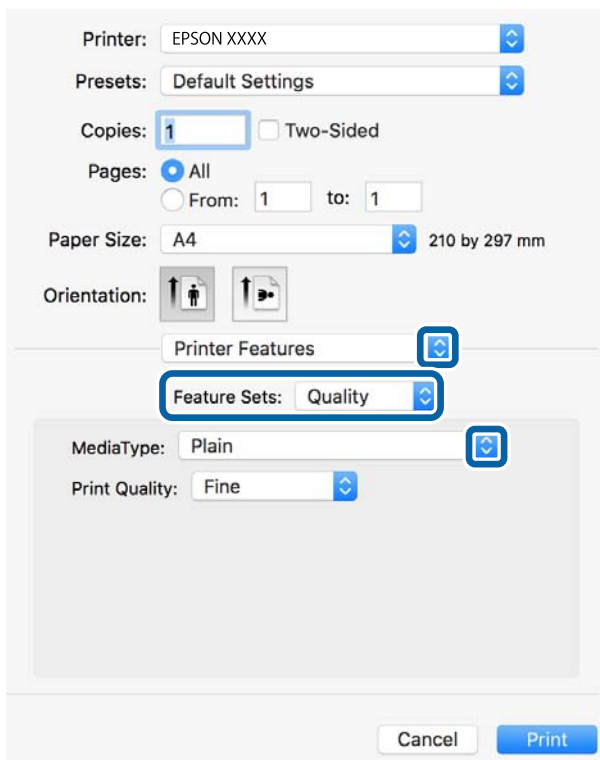 Printer: EPSON XXXX
Presets: Default Settings
Copies: 1 Two-Sided
Pages: All
From: 1 to: 1
Paper Size: A4 210 by 297 mm
Orientation:
Printer Features
Feature Sets: Quality
MediaType: Plain
Print Quality: Fine
Cancel Print